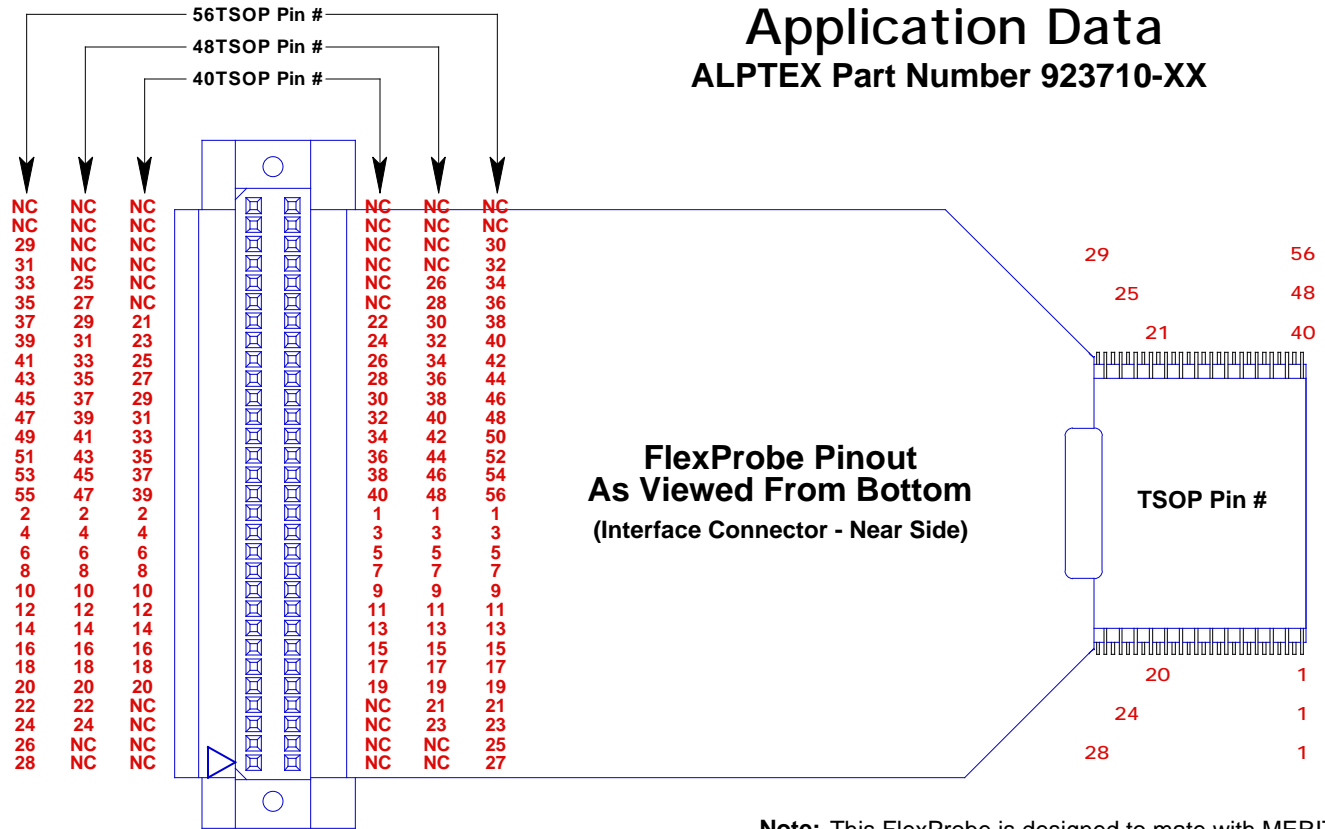 Application Data
ALPTEX Part Number 923710-XX
56TSOP Pin #
48TSOP Pin #
40TSOP Pin #
NC NC NC NC NC NC
NC NC NC NC NC NC
29 NC NC NC NC 30
31 NC NC NC NC 32
33 25 NC NC 26 34
35 27 NC NC 28 36
37 29 21 22 30 38
39 31 23 24 32 40
41 33 25 26 34 42
43 35 27 28 36 44
45 37 29 30 38 46
47 39 31 32 40 48
49 41 33 34 42 50
51 43 35 36 44 52
53 45 37 38 46 54
55 47 39 40 48 56
2 2 2 1 1 1
4 4 4 3 3 3
6 6 6 5 5 5
8 8 8 7 7 7
10 10 10 9 9 9
12 12 12 11 11 11
14 14 14 13 13 13
16 16 16 15 15 15
18 18 18 17 17 17
20 20 20 19 19 19
22 22 NC NC 21 21
24 24 NC NC 23 23
26 NC NC NC NC 25
28 NC NC NC NC 27
FlexProbe Pinout
As Viewed From Bottom
(Interface Connector - Near Side)
29 56
25 48
21 40
TSOP Pin #
20 1
24 1
28 1
Note: This FlexProbe is designed to mate with MERIT